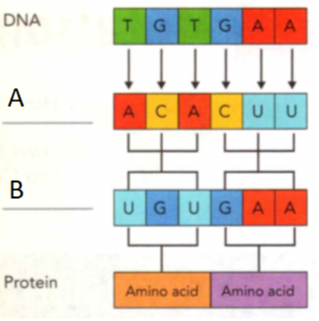 DNA T G T G A A
A A C A C U U
B U G U G A A
Protein Amino acid Amino acid